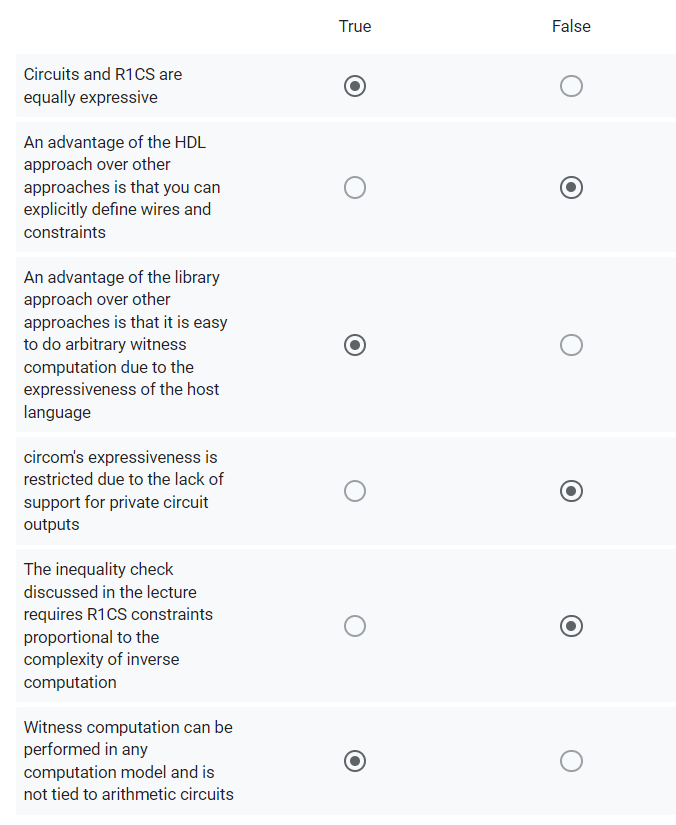 True False
Circuits and R1CS are
equally expressive
An advantage of the HDL
approach over other
approaches is that you can
explicitly define wires and
constraints
An advantage of the library
approach over other
approaches is that it is easy
to do arbitrary witness
computation due to the
expressiveness of the host
language
circom's expressiveness is
restricted due to the lack of
support for private circuit
outputs
The inequality check
discussed in the lecture
requires R1CS constraints
proportional to the
complexity of inverse
computation
Witness computation can be
performed in any
computation model and is
not tied to arithmetic circuits